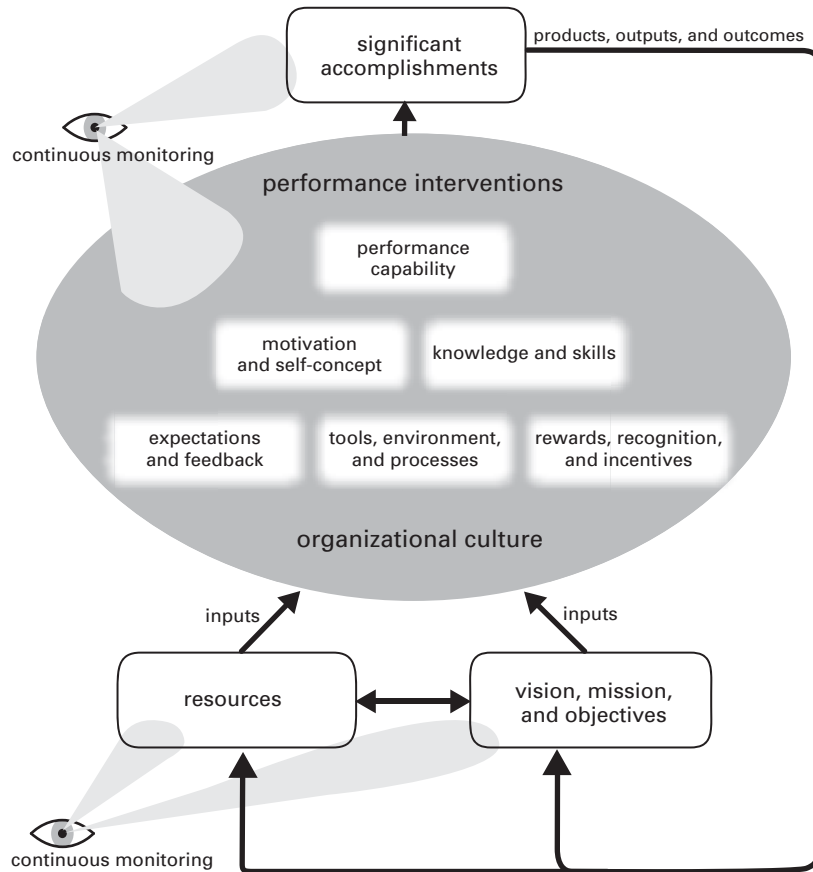 significant
accomplishments
products, outputs, and outcomes
continuous monitoring
performance interventions
performance
capability
motivation
and self-concept
knowledge and skills
expectations
and feedback
tools, environment,
and processes
rewards, recognition,
and incentives
organizational culture
inputs
inputs
resources
vision, mission,
and objectives
continuous monitoring